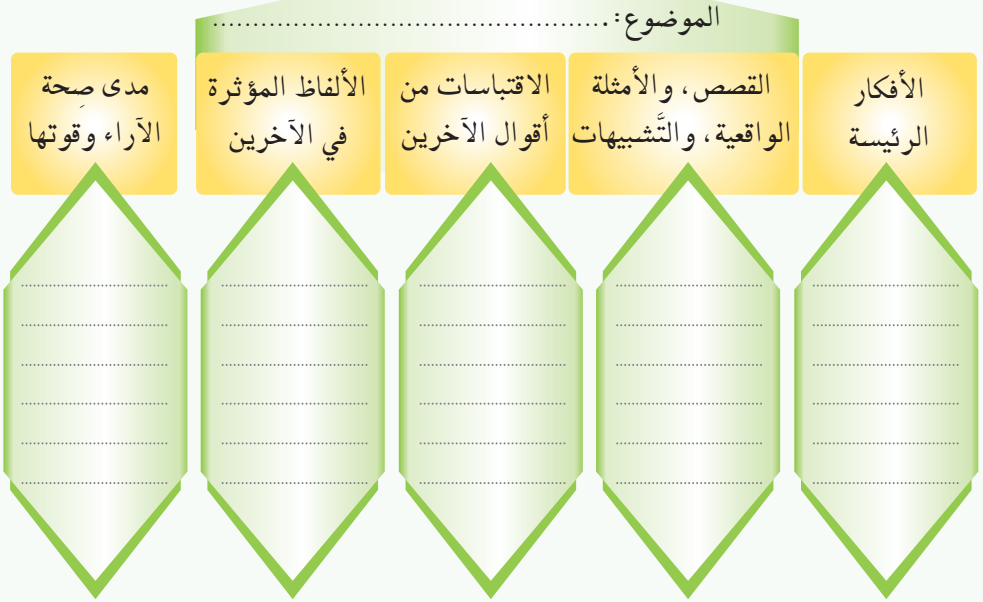 الموضوع: ................................................
الأفكار
الرئيسة
القصص، والأمثلة
الواقعية، والتَّشبيهات
الاقتباسات من
أقوال الآخرين
الألفاظ المؤثرة
في الآخرين
مدى صِحة
الآراء وقوتها